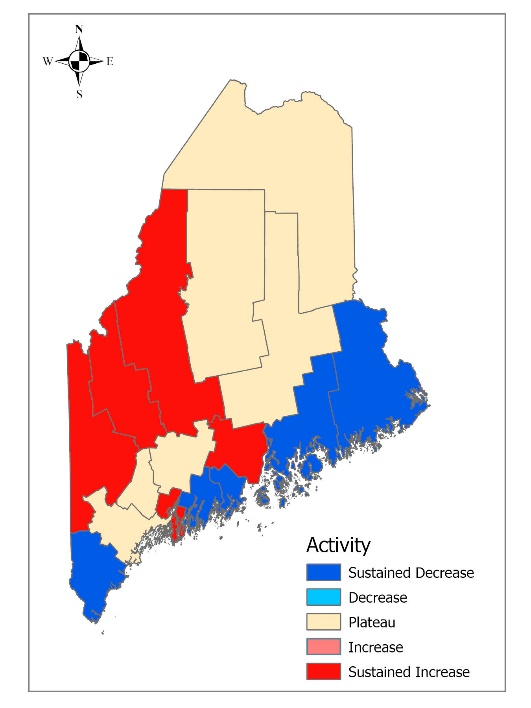 N
W E
S
Activity
Sustained Decrease
Decrease
Plateau
Increase
Sustained Increase